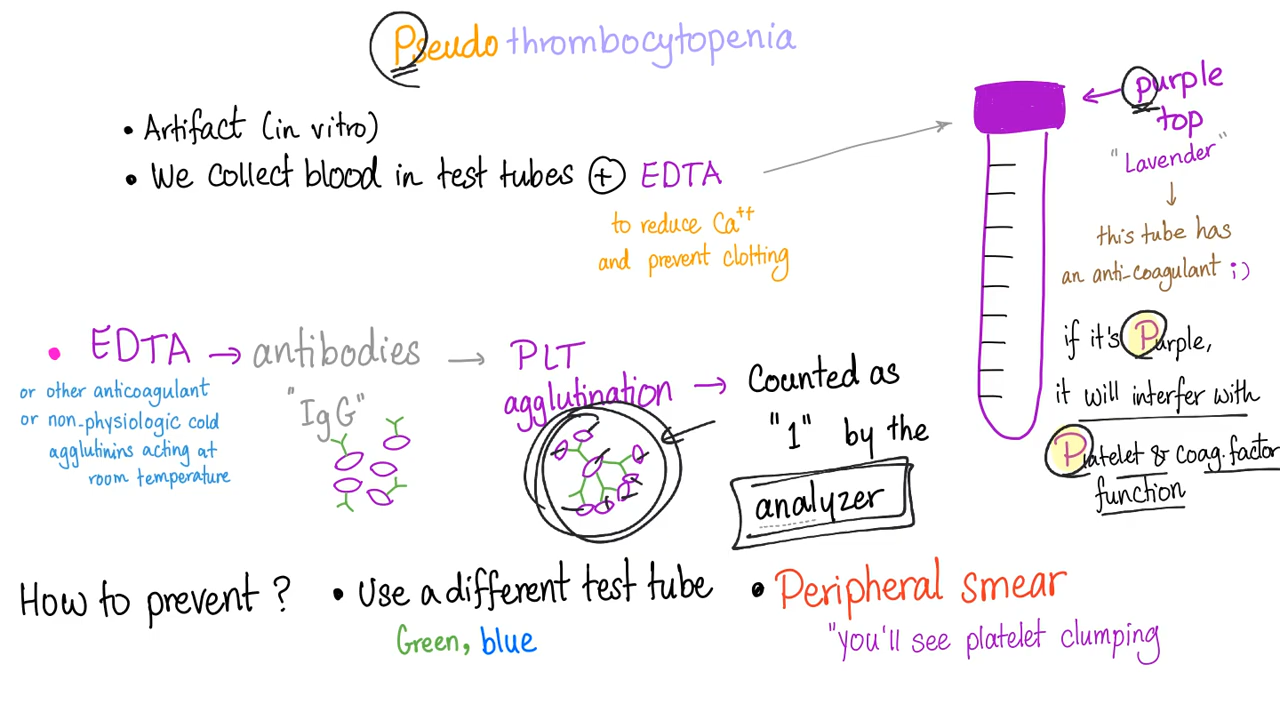 Pseudo thrombocytopenia
• Artifact (in vitro)
• We collect blood in test tubes + EDTA
to reduce Ca++
and prevent clotting
purple
top
"Lavender"
↓
this tube has
an anti-coagulant ;)
if it's Purple,
it will interfer with
Platelet & coag. factor
function
• EDTA → antibodies → PLT
agglutination → Counted as
"1" by the
analyzer
or other anticoagulant
or non-physiologic cold
agglutinins acting at
room temperature
"IgG"
How to prevent ? • Use a different test tube • Peripheral smear
Green, blue
"you'll see platelet clumping